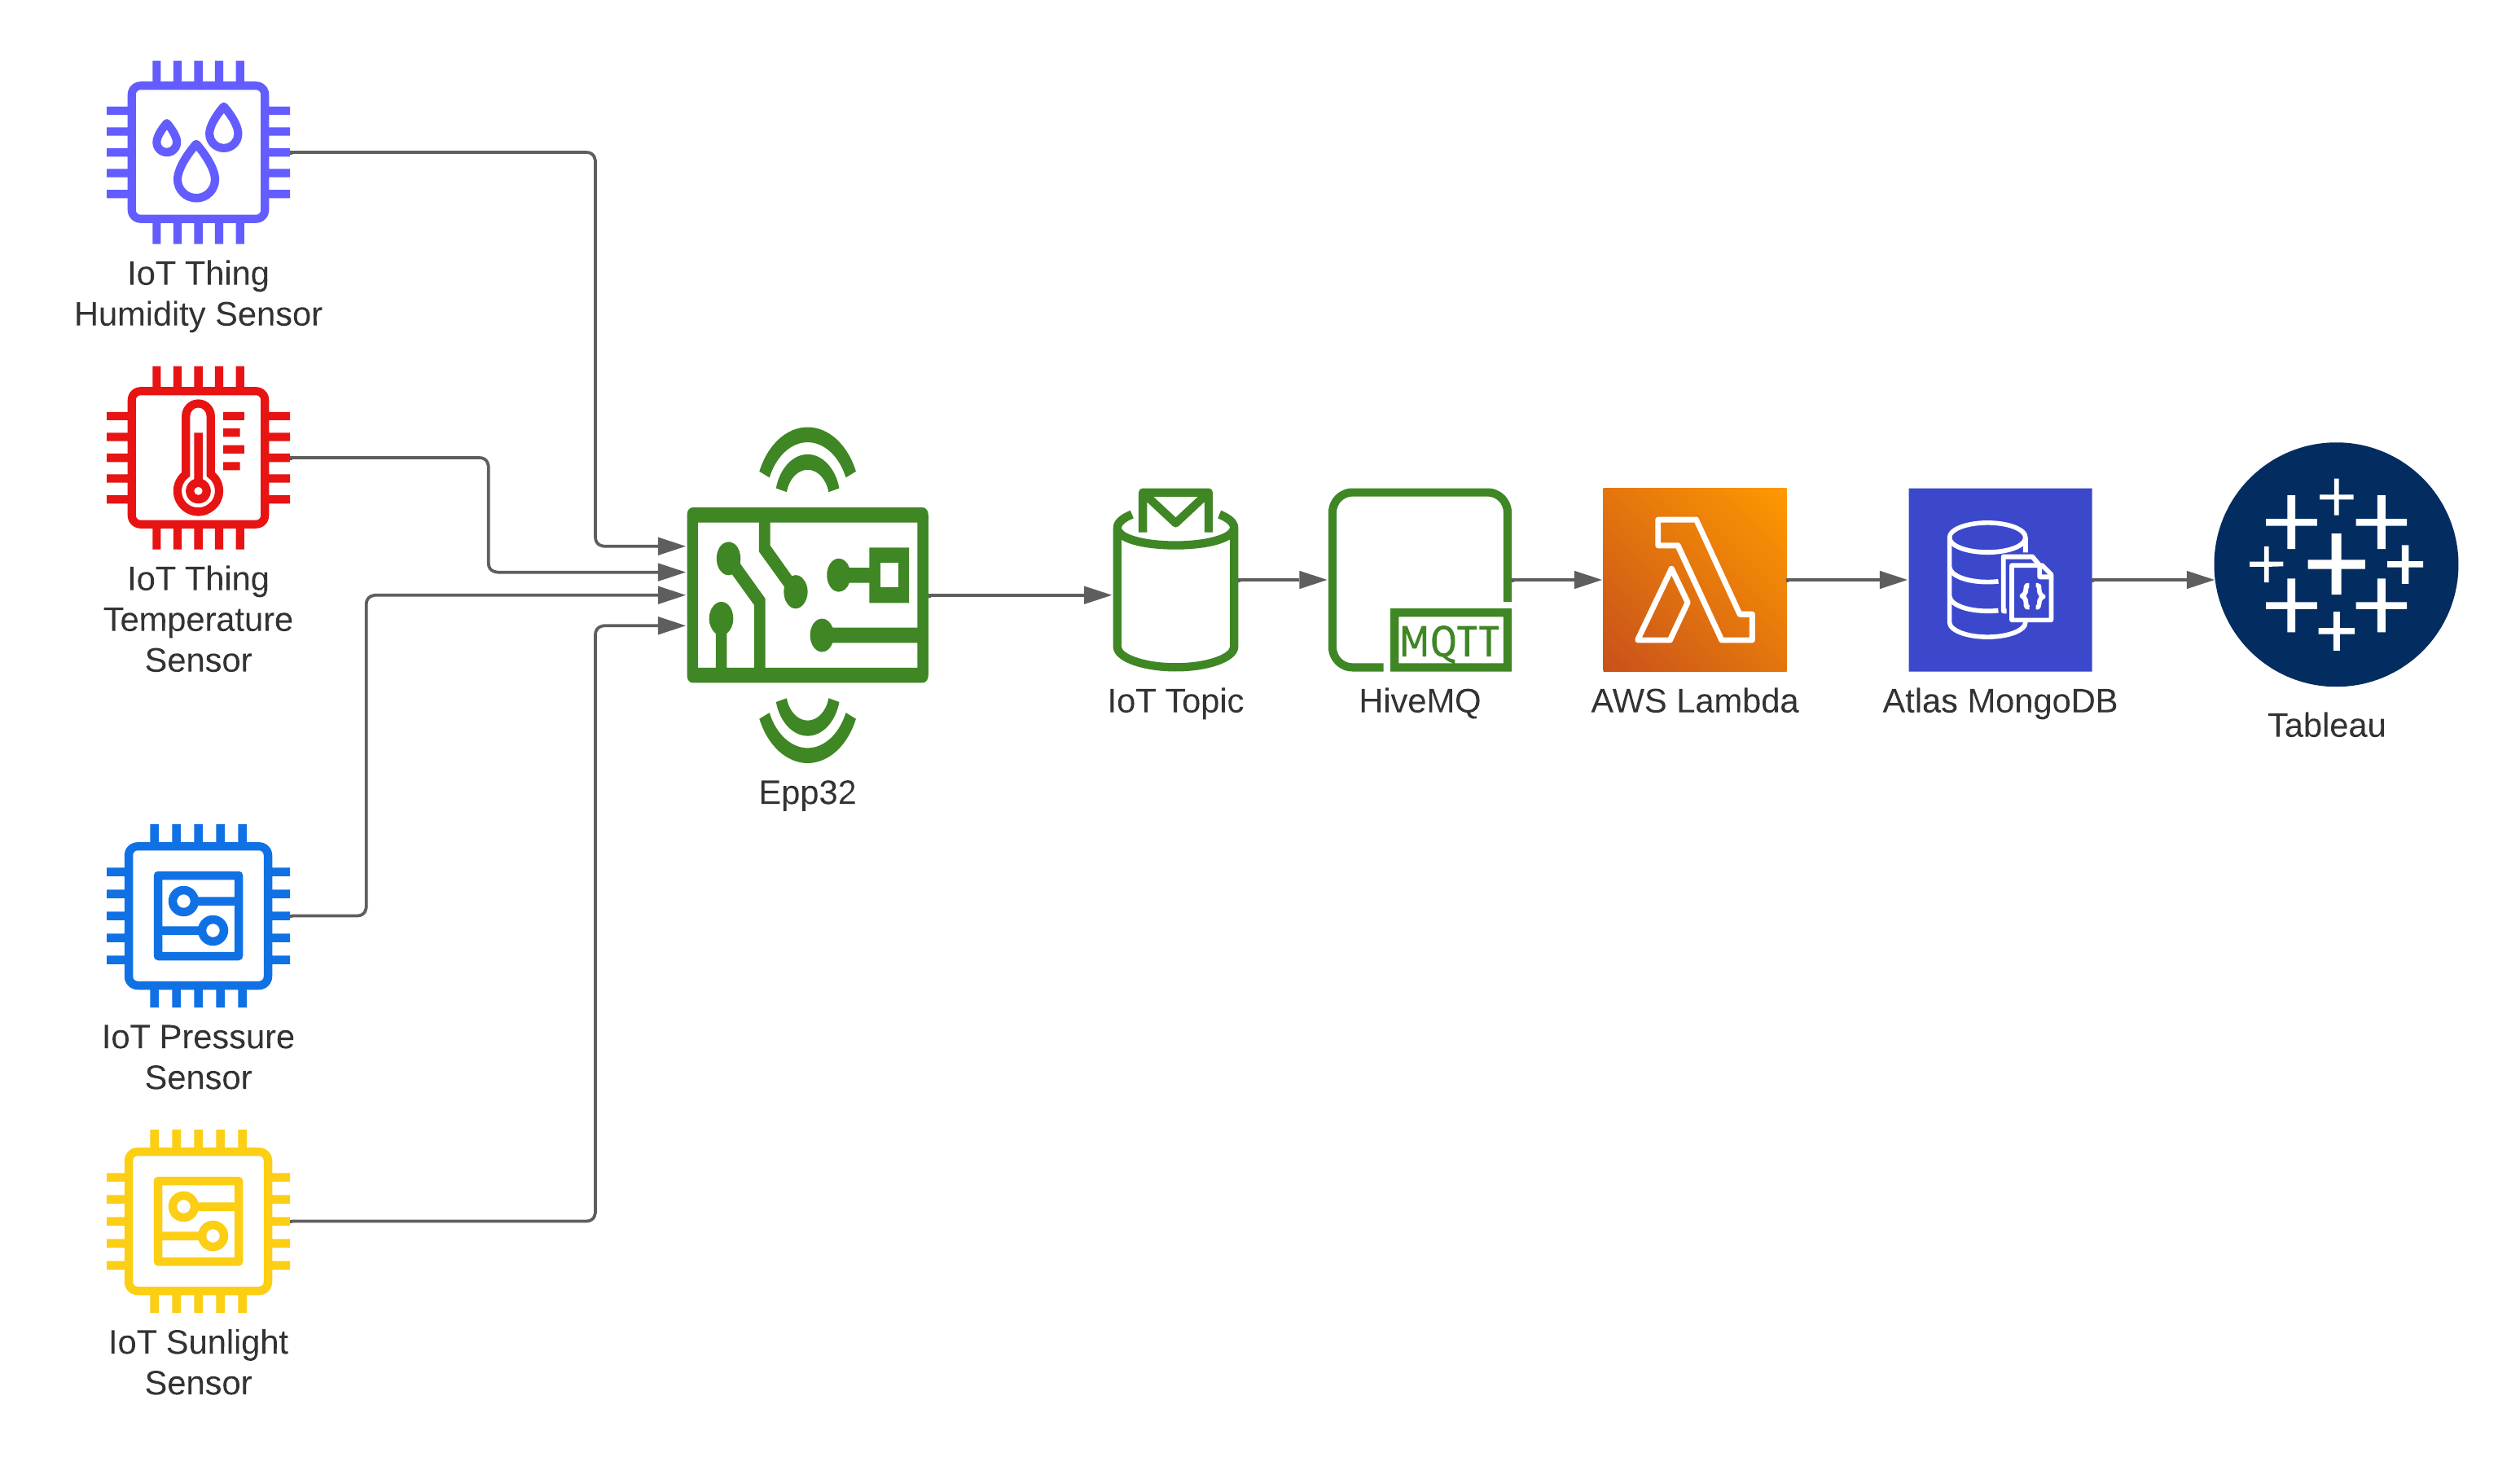 IoT Thing
Humidity Sensor
IoT Thing
Temperature
Sensor
IoT Pressure
Sensor
IoT Sunlight
Sensor
Epp32
IoT Topic
MQTT
HiveMQ
AWS Lambda
{}
Atlas MongoDB
Tableau